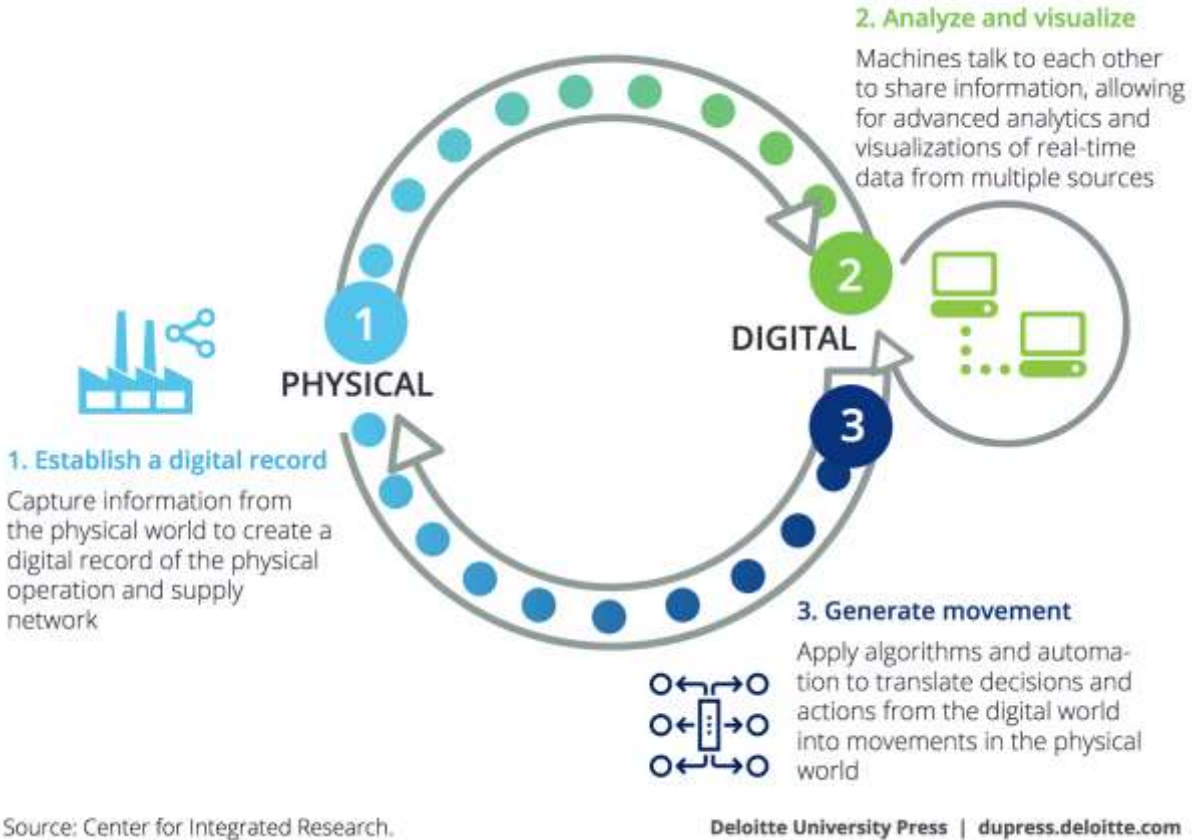 2. Analyze and visualize
Machines talk to each other
to share information, allowing
for advanced analytics and
visualizations of real-time
data from multiple sources
1
2
PHYSICAL
DIGITAL
3
1. Establish a digital record
Capture information from
the physical world to create a
digital record of the physical
operation and supply
network
3. Generate movement
Apply algorithms and automa-
tion to translate decisions and
actions from the digital world
into movements in the physical
world
Source: Center for Integrated Research.
Deloitte University Press | dupress.deloitte.com